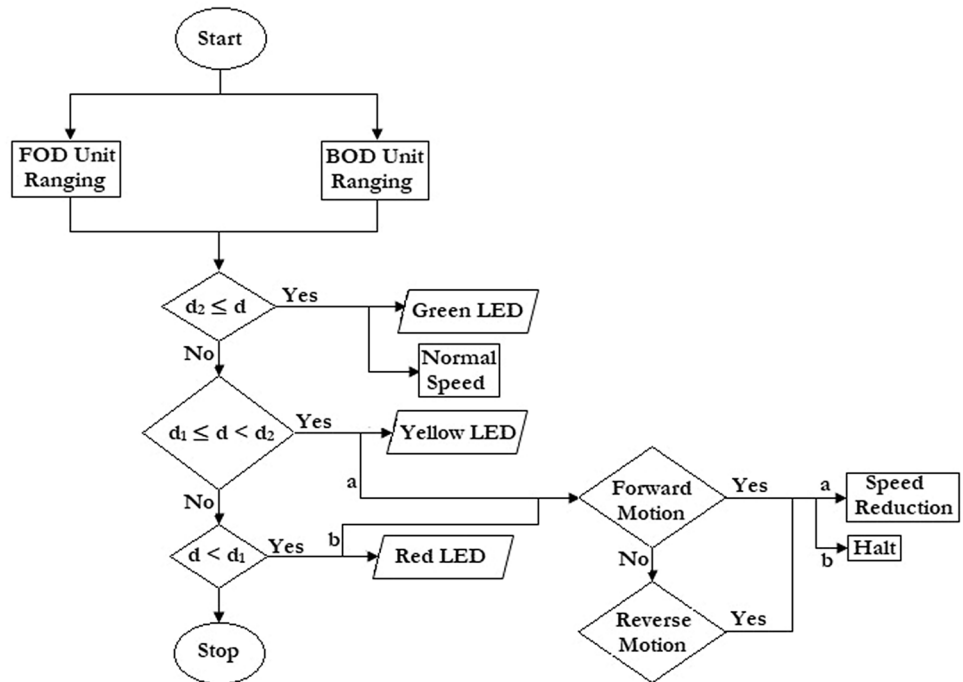 Start
FOD Unit
Ranging
BOD Unit
Ranging
d₂ ≤ d
Yes
Green LED
No
Normal
Speed
d₁ ≤ d < d₂
Yes
Yellow LED
a
No
Forward
Motion
Yes
a
Speed
Reduction
b
d < d₁
Yes
Red LED
b
Halt
No
Reverse
Motion
Yes
Stop